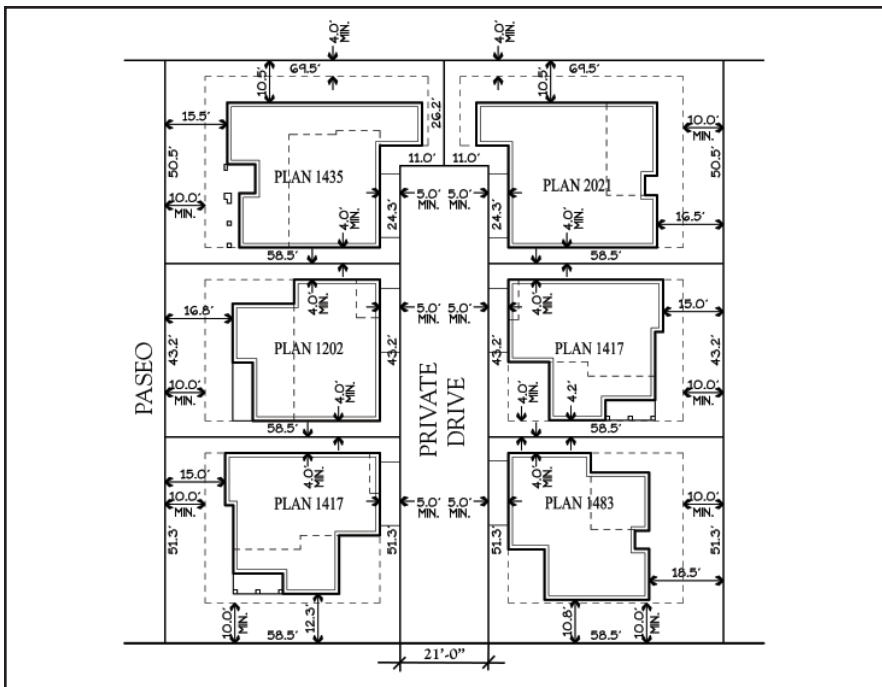 4.0'
MIN.
4.0'
MIN.
69.5'
69.5'
10.5'
10.5'
15.5'
26.2'
10.0'
MIN.
50.5'
50.5'
11.0'
11.0'
PLAN 1435
PLAN 2021
10.0'
MIN.
5.0'
MIN.
5.0'
MIN.
24.3'
24.3'
4.0'
MIN.
4.0'
MIN.
16.5'
58.5'
58.5'
4.0'
MIN.
4.0'
MIN.
16.8'
5.0'
MIN.
5.0'
MIN.
15.0'
PLAN 1202
PLAN 1417
43.2'
43.2'
43.2'
43.2'
PASEO
PRIVATE
DRIVE
10.0'
MIN.
10.0'
MIN.
4.0'
MIN.
4.0'
MIN.
4.2'
58.5'
58.5'
4.0'
MIN.
4.0'
MIN.
15.0'
10.0'
MIN.
PLAN 1417
5.0'
MIN.
5.0'
MIN.
PLAN 1483
10.0'
MIN.
51.3'
51.3'
51.3'
51.3'
18.5'
10.0'
MIN.
12.3'
10.8'
10.0'
MIN.
58.5'
58.5'
21'-0"